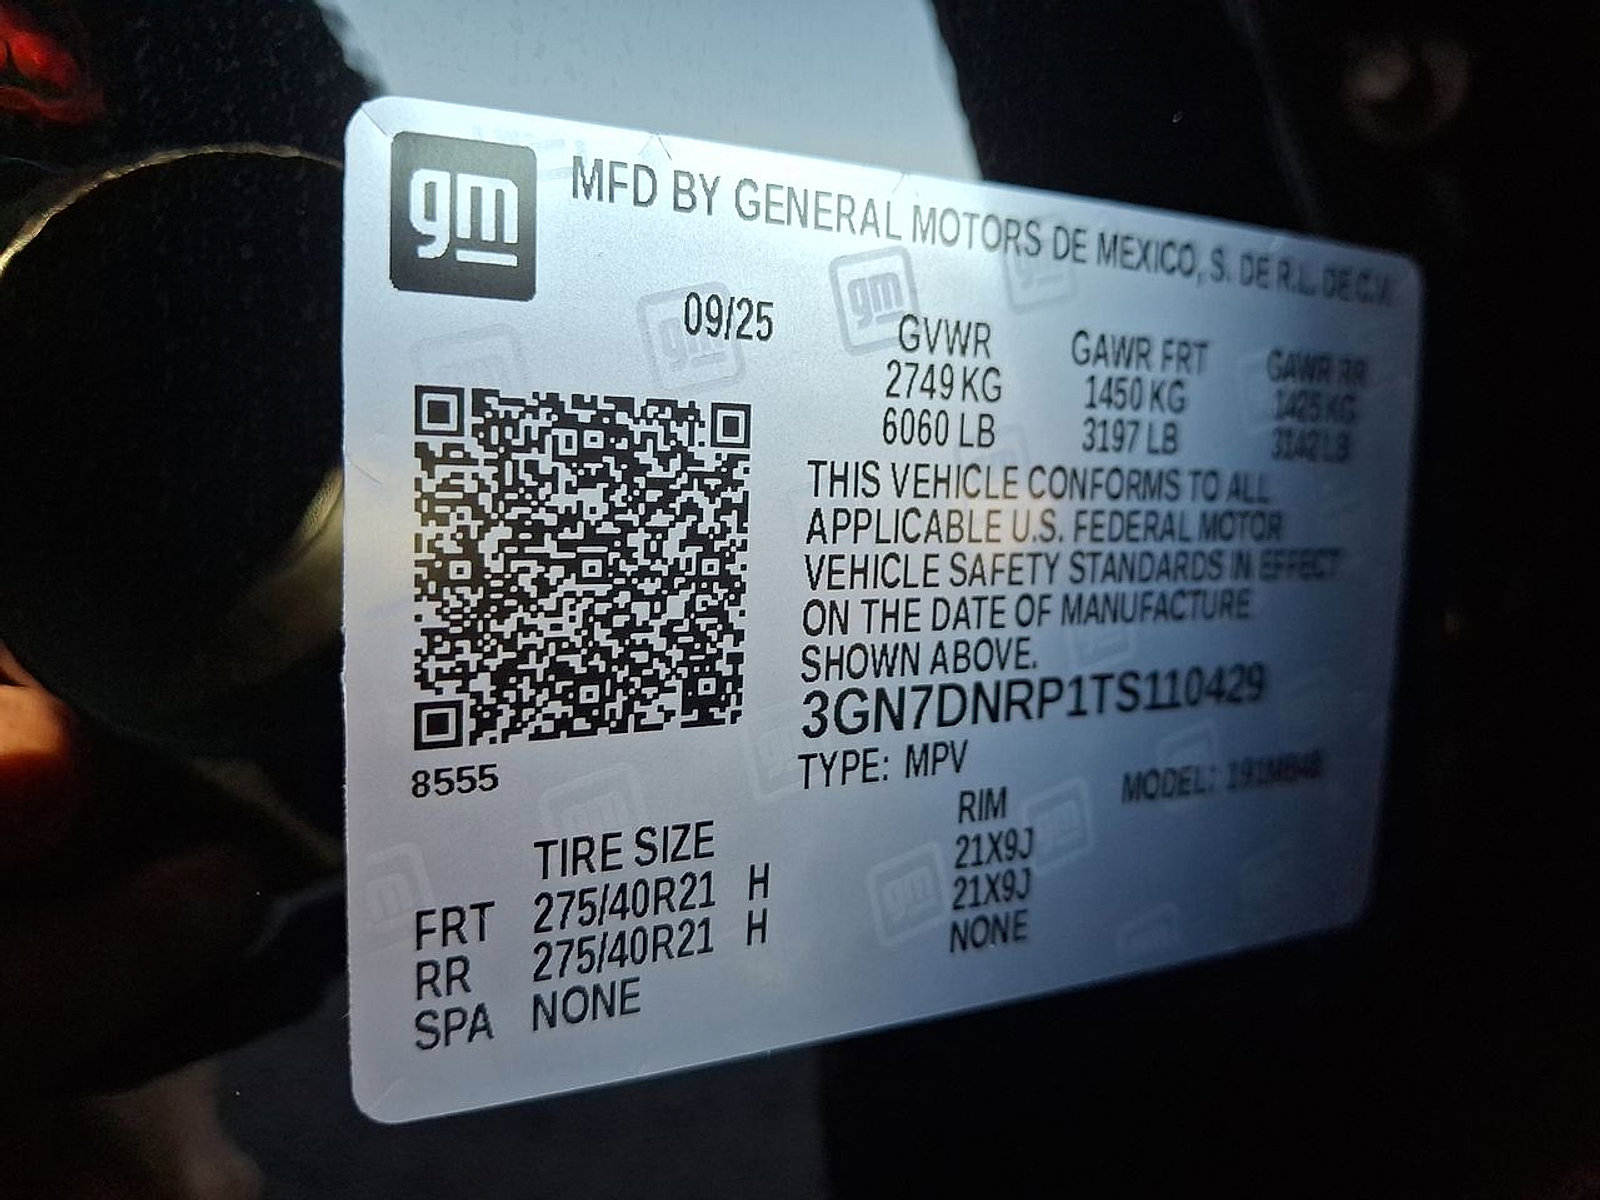 gm
MFD BY GENERAL MOTORS DE MEXICO, S. DE R.L. DE C.V.
09/25
GVWR GAWR FRT GAWR RR
2749 KG 1450 KG 1425 KG
6060 LB 3197 LB 3142 LB
THIS VEHICLE CONFORMS TO ALL
APPLICABLE U.S. FEDERAL MOTOR
VEHICLE SAFETY STANDARDS IN EFFECT
ON THE DATE OF MANUFACTURE
SHOWN ABOVE.
3GN7DNRP1TS110429
TYPE: MPV MODEL:
8555
TIRE SIZE RIM
FRT 275/40R21 H 21X9J
RR 275/40R21 H 21X9J
SPA NONE NONE